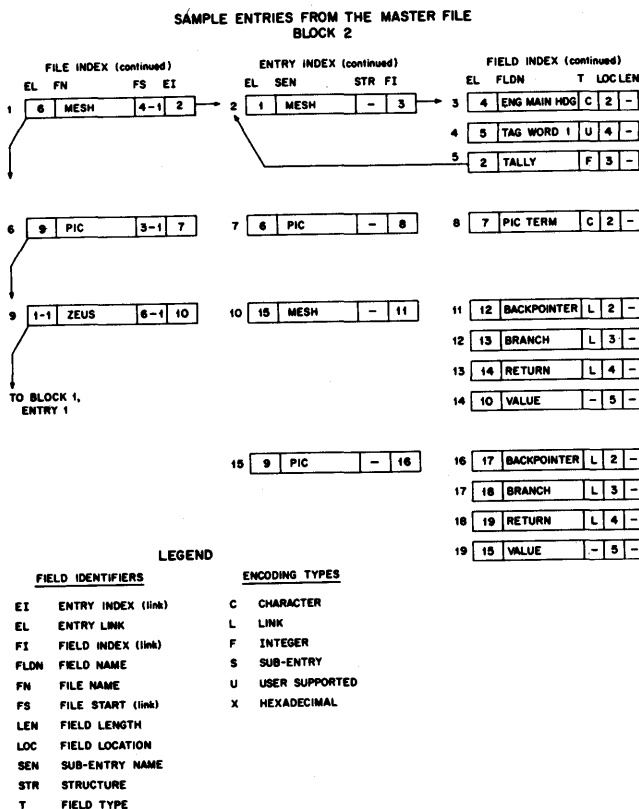 SAMPLE ENTRIES FROM THE MASTER FILE
BLOCK 2
FILE INDEX (continued)
EL FN FS EI
1 6 MESH 4-1 2
6 9 PIC 3-1 7
9 1-1 ZEUS 6-1 10
TO BLOCK 1,
ENTRY 1
ENTRY INDEX (continued)
EL SEN STR FI
2 1 MESH - 3
7 6 PIC - 8
10 15 MESH - 11
15 9 PIC - 16
FIELD INDEX (continued)
EL FLDN T LOC LEN
3 4 ENG MAIN HDG C 2 -
4 5 TAG WORD 1 U 4 -
5 2 TALLY F 3 -
8 7 PIC TERM C 2 -
11 12 BACKPOINTER L 2 -
12 13 BRANCH L 3 -
13 14 RETURN L 4 -
14 10 VALUE - 5 -
16 17 BACKPOINTER L 2 -
17 18 BRANCH L 3 -
18 19 RETURN L 4 -
19 15 VALUE - 5 -
LEGEND
FIELD IDENTIFIERS
EI ENTRY INDEX (link)
EL ENTRY LINK
FI FIELD INDEX (link)
FLDN FIELD NAME
FN FILE NAME
FS FILE START (link)
LEN FIELD LENGTH
LOC FIELD LOCATION
SEN SUB-ENTRY NAME
STR STRUCTURE
T FIELD TYPE
ENCODING TYPES
C CHARACTER
L LINK
F INTEGER
S SUB-ENTRY
U USER SUPPORTED
X HEXADECIMAL